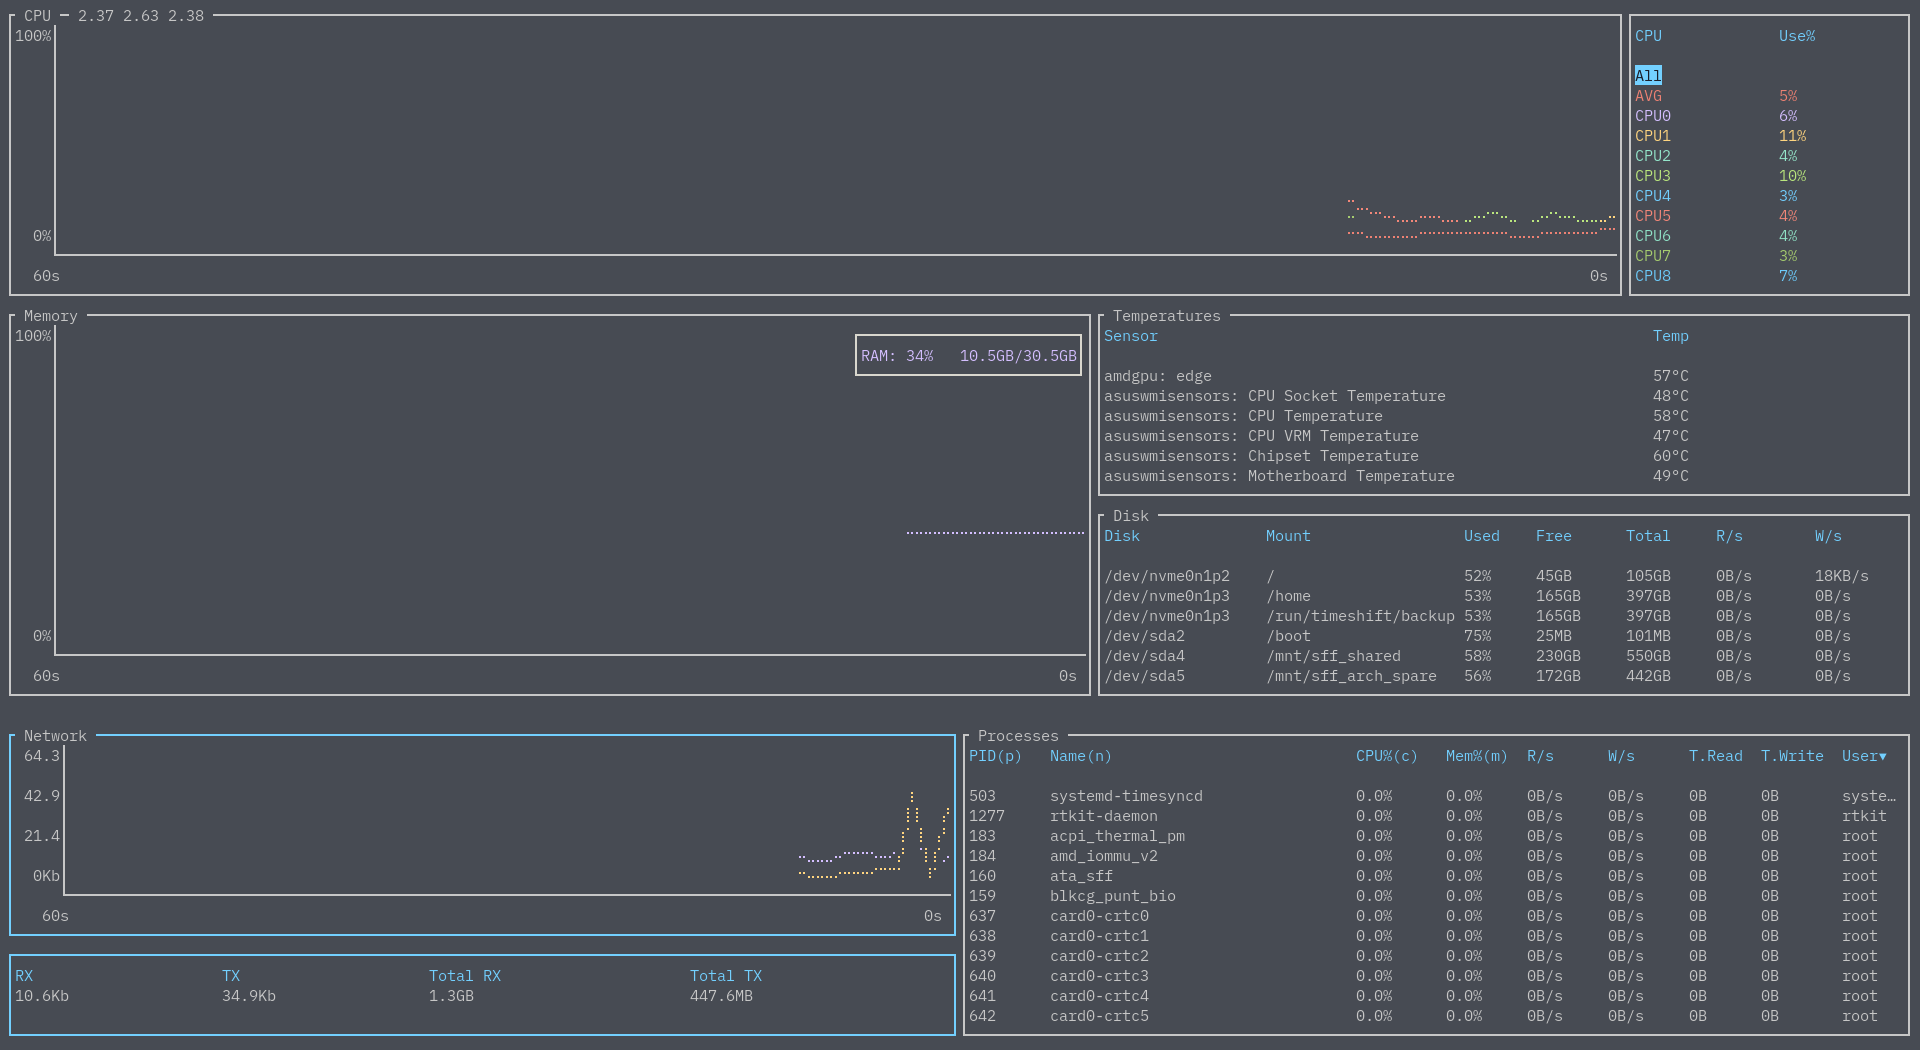 CPU 2.37 2.63 2.38
100%
0%
60s 0s
CPU Use%
All
AVG 5%
CPU0 6%
CPU1 11%
CPU2 4%
CPU3 10%
CPU4 3%
CPU5 4%
CPU6 4%
CPU7 3%
CPU8 7%
Memory
100%
RAM: 34% 10.5GB/30.5GB
0%
60s 0s
Temperatures
Sensor Temp
amdgpu: edge 57°C
asuswmisensors: CPU Socket Temperature 48°C
asuswmisensors: CPU Temperature 58°C
asuswmisensors: CPU VRM Temperature 47°C
asuswmisensors: Chipset Temperature 60°C
asuswmisensors: Motherboard Temperature 49°C
Disk
Disk Mount Used Free Total R/s W/s
/dev/nvme0n1p2 / 52% 45GB 105GB 0B/s 18KB/s
/dev/nvme0n1p3 /home 53% 165GB 397GB 0B/s 0B/s
/dev/nvme0n1p3 /run/timeshift/backup 53% 165GB 397GB 0B/s 0B/s
/dev/sda2 /boot 75% 25MB 101MB 0B/s 0B/s
/dev/sda4 /mnt/sff_shared 58% 230GB 550GB 0B/s 0B/s
/dev/sda5 /mnt/sff_arch_spare 56% 172GB 442GB 0B/s 0B/s
Network
64.3
42.9
21.4
0Kb
60s 0s
RX TX Total RX Total TX
10.6Kb 34.9Kb 1.3GB 447.6MB
Processes
PID(p) Name(n) CPU%(c) Mem%(m) R/s W/s T.Read T.Write User▼
503 systemd-timesyncd 0.0% 0.0% 0B/s 0B/s 0B 0B syste…
1277 rtkit-daemon 0.0% 0.0% 0B/s 0B/s 0B 0B rtkit
183 acpi_thermal_pm 0.0% 0.0% 0B/s 0B/s 0B 0B root
184 amd_iommu_v2 0.0% 0.0% 0B/s 0B/s 0B 0B root
160 ata_sff 0.0% 0.0% 0B/s 0B/s 0B 0B root
159 blkcg_punt_bio 0.0% 0.0% 0B/s 0B/s 0B 0B root
637 card0-crtc0 0.0% 0.0% 0B/s 0B/s 0B 0B root
638 card0-crtc1 0.0% 0.0% 0B/s 0B/s 0B 0B root
639 card0-crtc2 0.0% 0.0% 0B/s 0B/s 0B 0B root
640 card0-crtc3 0.0% 0.0% 0B/s 0B/s 0B 0B root
641 card0-crtc4 0.0% 0.0% 0B/s 0B/s 0B 0B root
642 card0-crtc5 0.0% 0.0% 0B/s 0B/s 0B 0B root